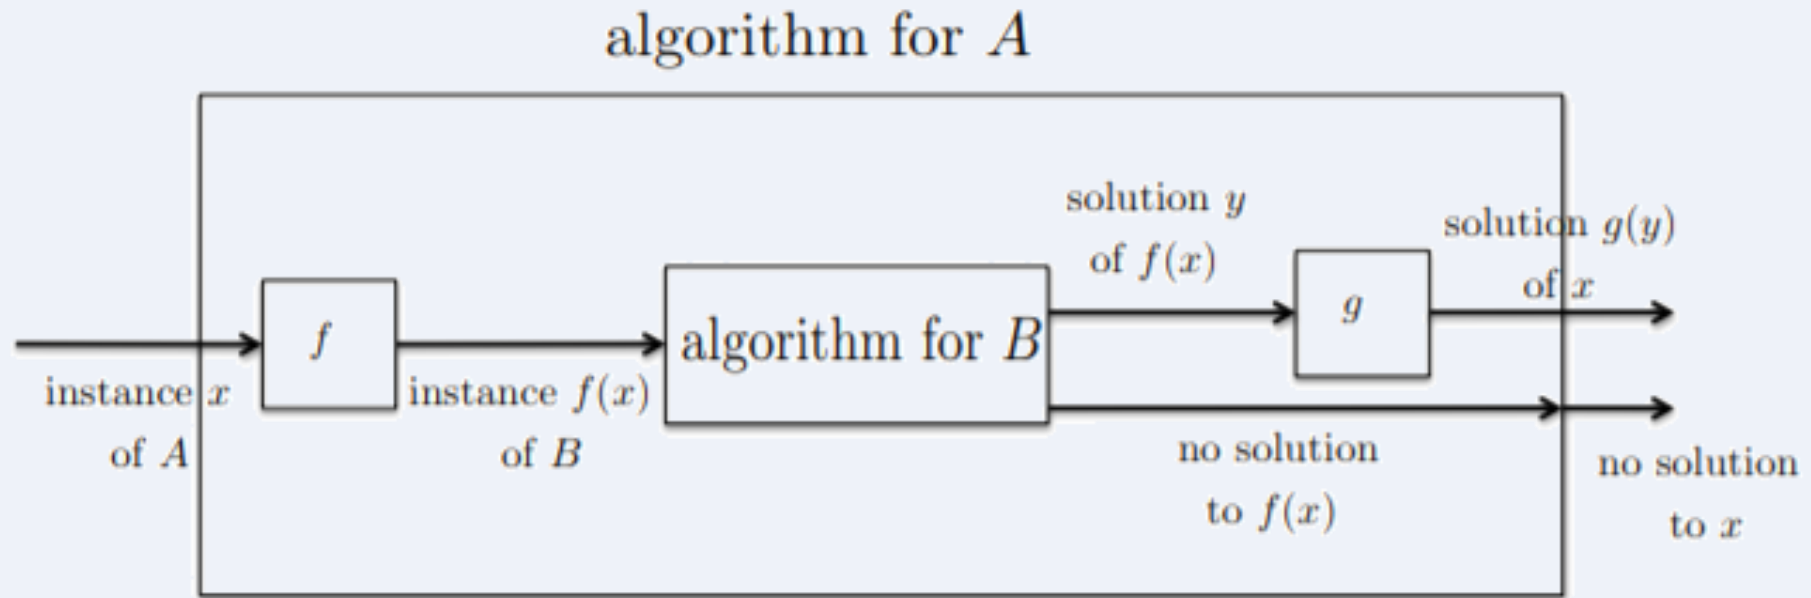 algorithm for A
instance x
of A
f
instance f(x)
of B
algorithm for B
solution y
of f(x)
g
solution g(y)
of x
no solution
to f(x)
no solution
to x